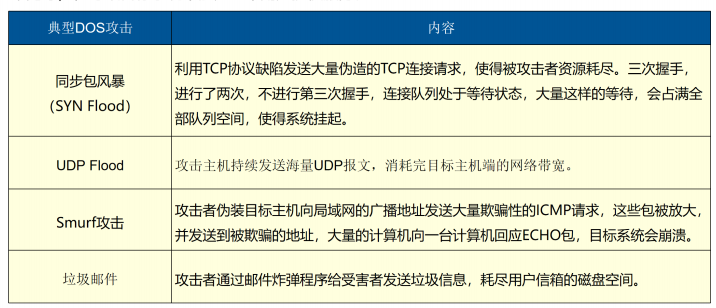 典型DOS攻击
内容
同步包风暴
（SYN Flood）
利用TCP协议缺陷发送大量伪造的TCP连接请求，使得被攻击者资源耗尽。三次握手，
进行了两次，不进行第三次握手，连接队列处于等待状态，大量这样的等待，会占满全
部队列空间，使得系统挂起。
UDP Flood
攻击主机持续发送海量UDP报文，消耗完目标主机端的网络带宽。
Smurf攻击
攻击者伪装目标主机向局域网的广播地址发送大量欺骗性的ICMP请求，这些包被放大，
并发送到被欺骗的地址，大量的计算机向一台计算机回应ECHO包，目标系统会崩溃。
垃圾邮件
攻击者通过邮件炸弹程序给受害者发送垃圾信息，耗尽用户信箱的磁盘空间。